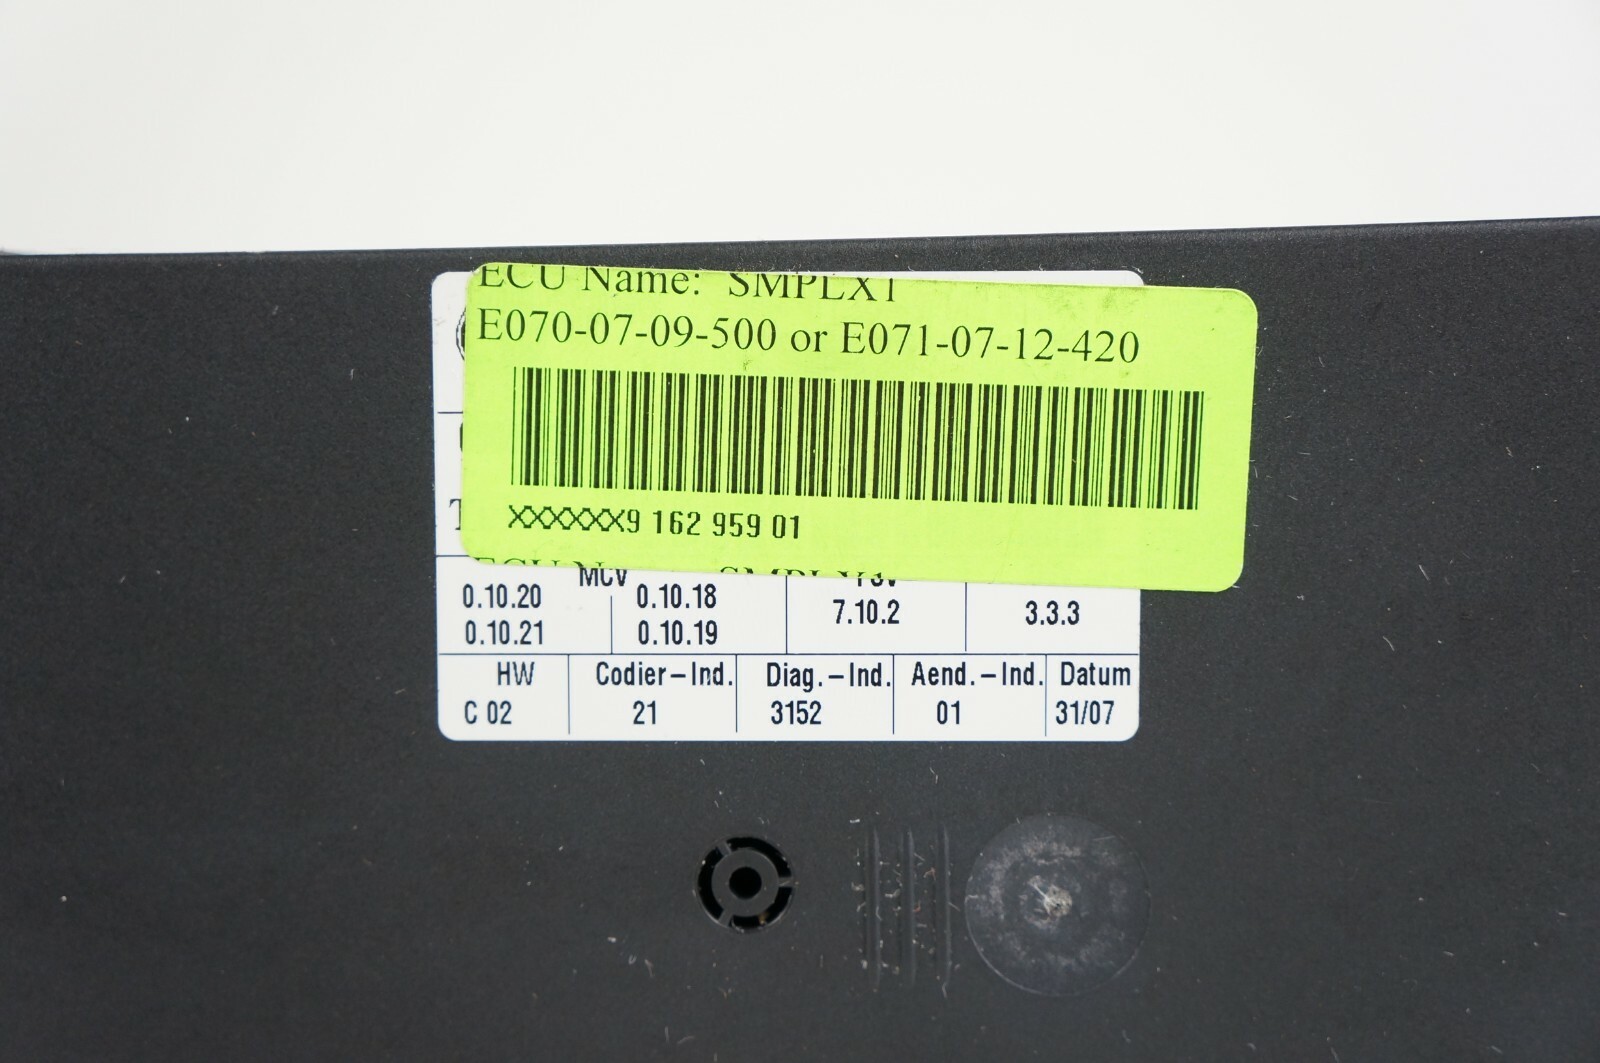 ECU Name: SMPLX1
E070-07-09-500 or E071-07-12-420
XXXXXXX9 162 959 01
MCV
0.10.20 0.10.18 7.10.2 3.3.3
0.10.21 0.10.19
HW Codier-Ind. Diag.-Ind. Aend.-Ind. Datum
C 02 21 3152 01 31/07